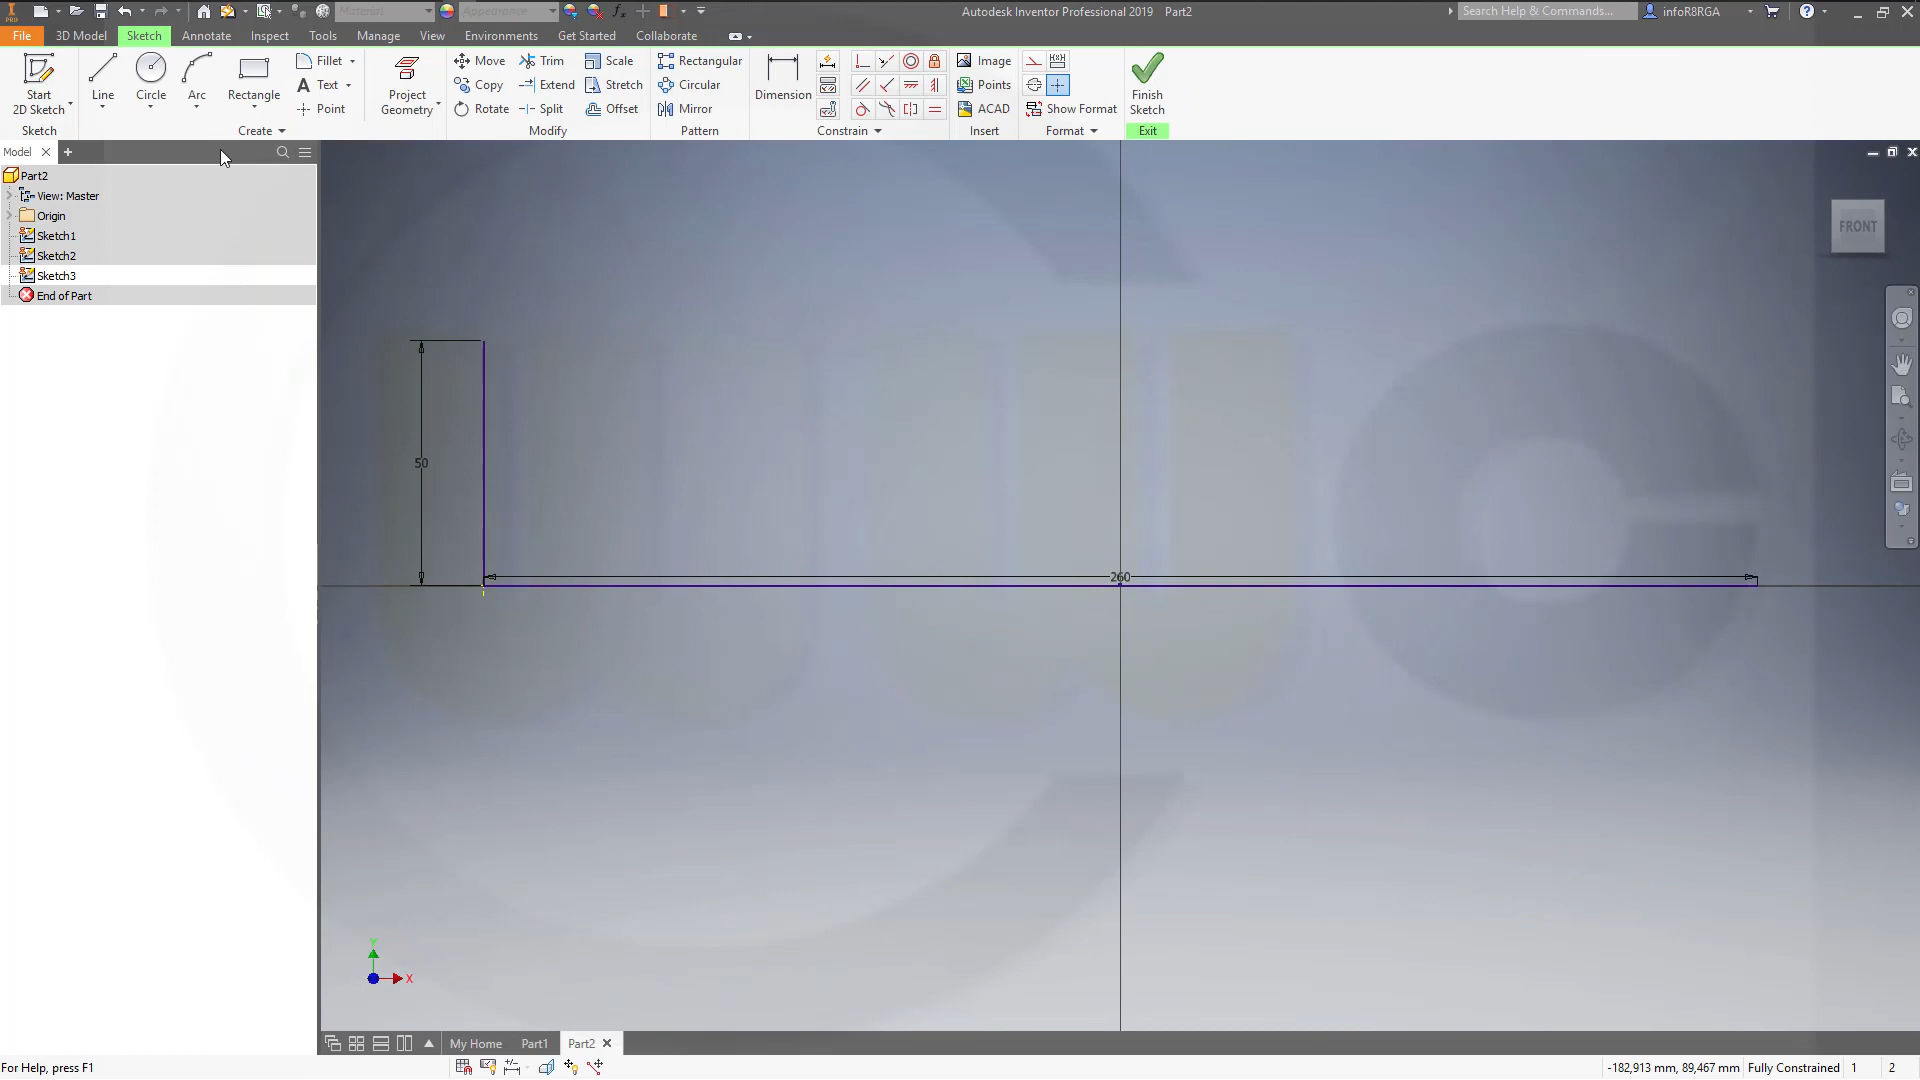 PRO
Material
Appearance
Autodesk Inventor Professional 2019 Part2
Search Help & Commands...
infoR8RGA
File
3D Model
Sketch
Annotate
Inspect
Tools
Manage
View
Environments
Get Started
Collaborate
Start
2D Sketch
Line
Circle
Arc
Rectangle
Fillet
Text
Point
Move
Copy
Rotate
Trim
Extend
Split
Scale
Stretch
Offset
Project
Geometry
Rectangular
Circular
Mirror
Dimension
Image
Points
ACAD
Show Format
Finish
Sketch
Sketch
Create
Modify
Pattern
Constrain
Insert
Format
Exit
Model
Part2
View: Master
Origin
Sketch1
Sketch2
Sketch3
End of Part
FRONT
50
260
Y
X
My Home
Part1
Part2
For Help, press F1
-182,913 mm, 89,467 mm
Fully Constrained
1
2